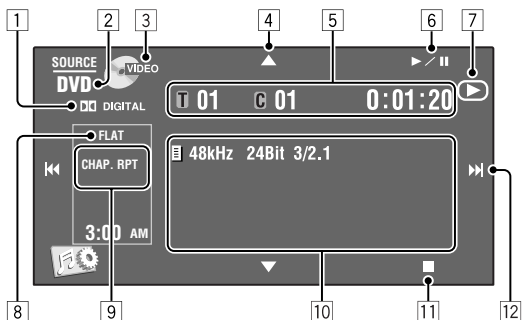 1 2 3 4 5 6 7
SOURCE
DVD
VIDEO
DIGITAL
T 01 C 01 0:01:20
FLAT
CHAP. RPT
48kHz 24Bit 3/2.1
3:00 AM
8 9 10 11 12